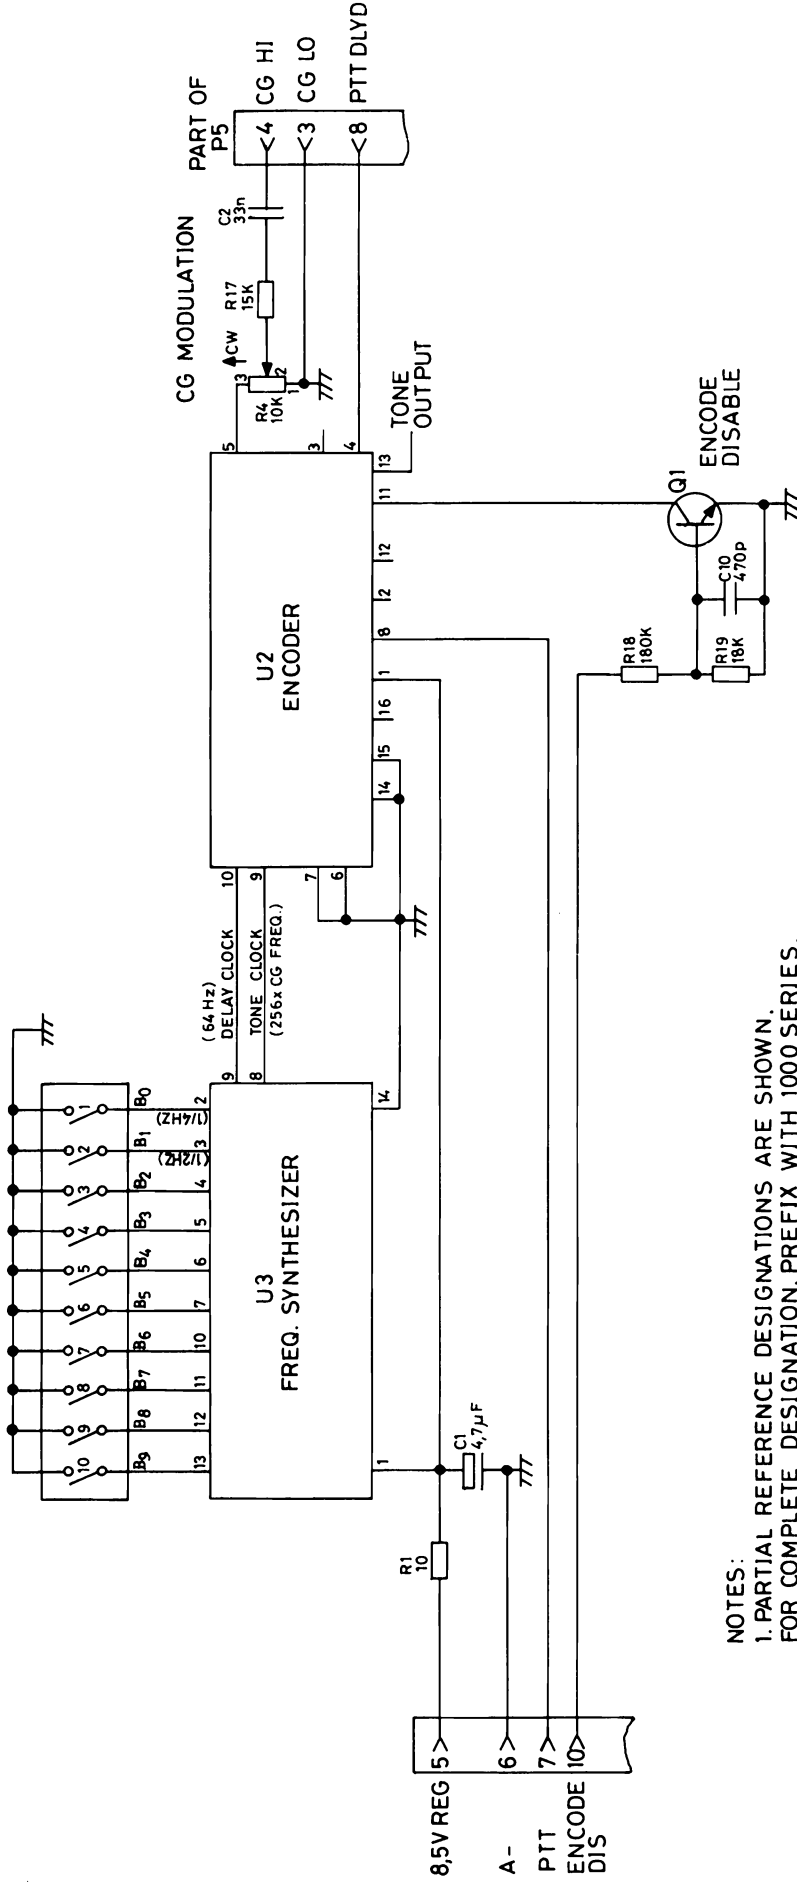 PART OF
P5
4 CG HI
3 CG LO
8 PTT DLYD
CG MODULATION
C2
33n
R17
15K
CW
3
2
1
R4
10K
5
3
4
TONE
OUTPUT
13
11
12
2
8
1
16
15
14
U2
ENCODER
10
9
7
6
ENCODE
DISABLE
Q1
C10
470P
R18
180K
R19
18K
(64Hz)
DELAY CLOCK
TONE CLOCK
(256x CG FREQ.)
9
8
14
10
9
8
7
6
5
4
3
2
1
B9
B8
B7
B6
B5
B4
B3
B2
B1
B0
(1/2HZ)
(1/4HZ)
13
12
11
10
7
6
5
4
3
2
U3
FREQ. SYNTHESIZER
1
C1
4,7µF
R1
10
8,5V REG 5
A- 6
PTT 7
ENCODE 10
DIS
NOTES:
1. PARTIAL REFERENCE DESIGNATIONS ARE SHOWN.
FOR COMPLETE DESIGNATION, PREFIX WITH 1000 SERIES.